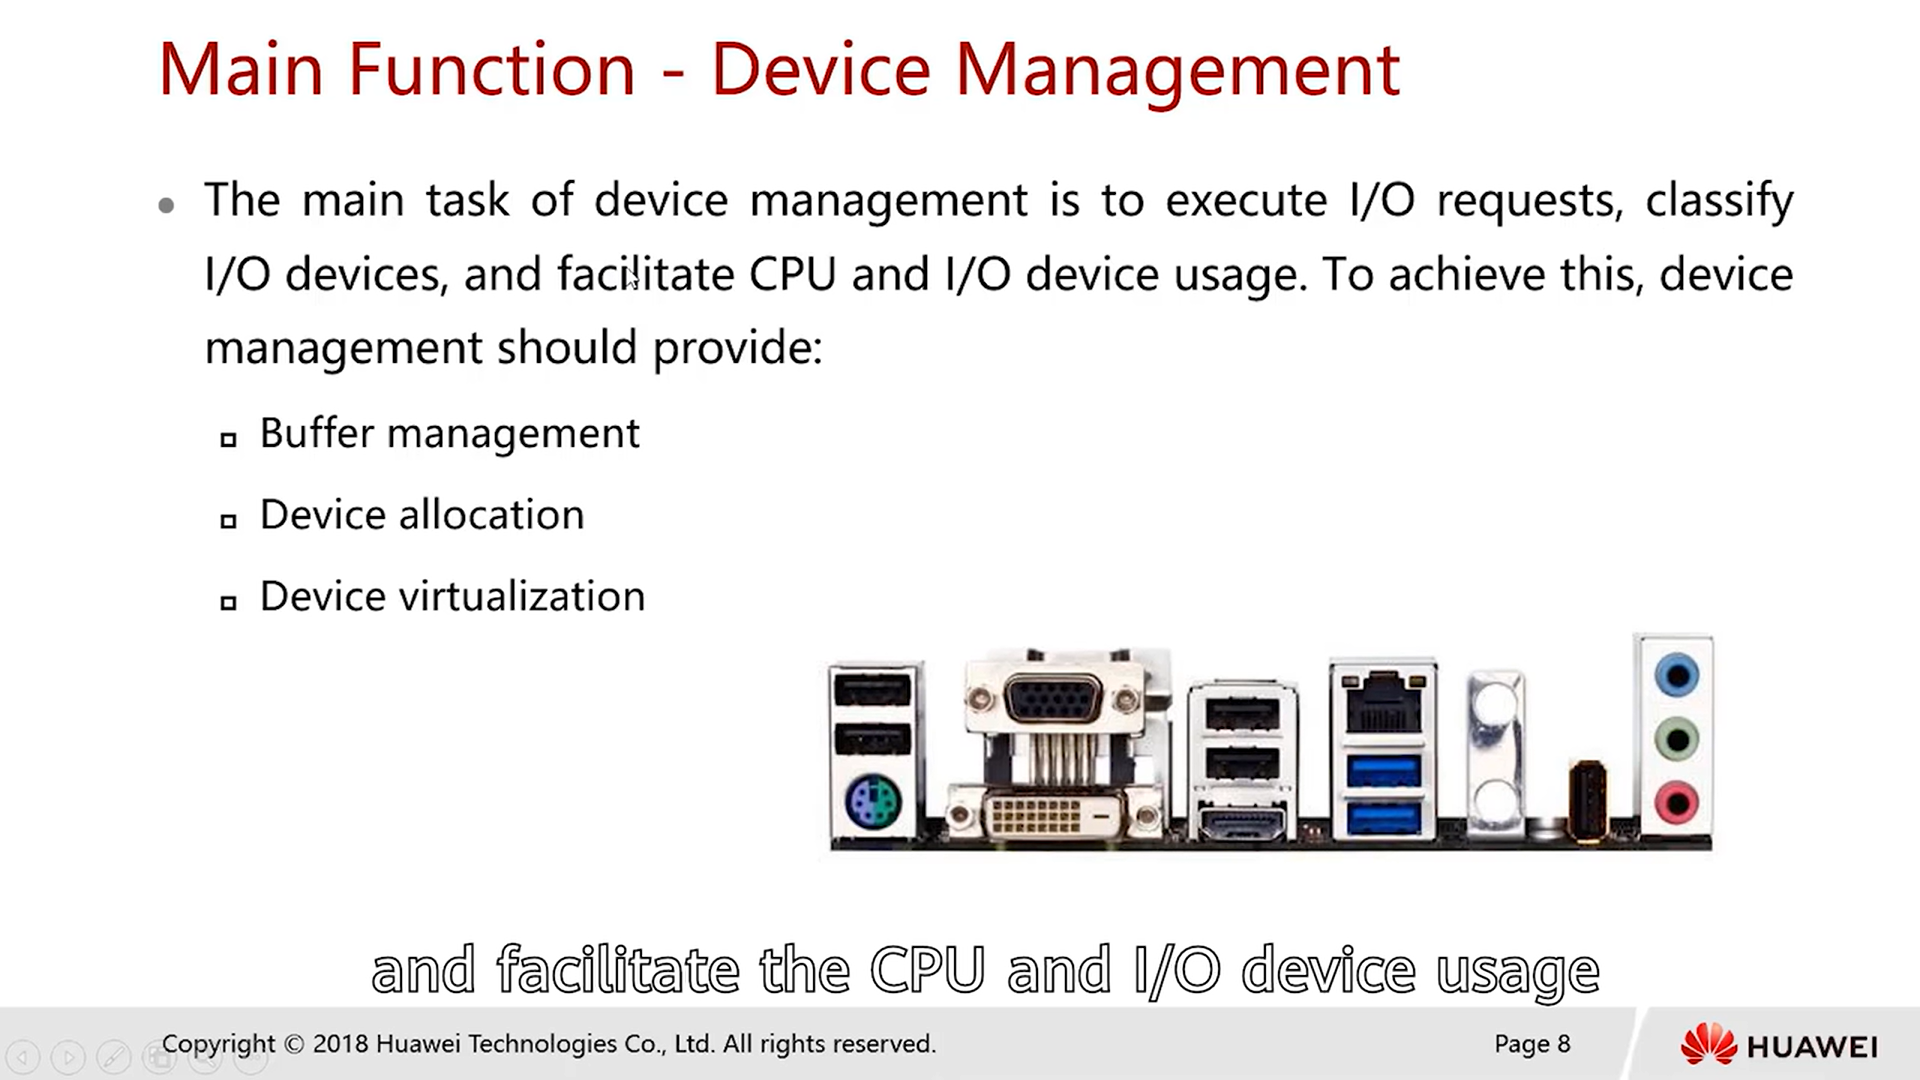 Main Function - Device Management
The main task of device management is to execute I/O requests, classify
I/O devices, and facilitate CPU and I/O device usage. To achieve this, device
management should provide:
Buffer management
Device allocation
Device virtualization
and facilitate the CPU and I/O device usage
Copyright © 2018 Huawei Technologies Co., Ltd. All rights reserved.
Page 8
HUAWEI